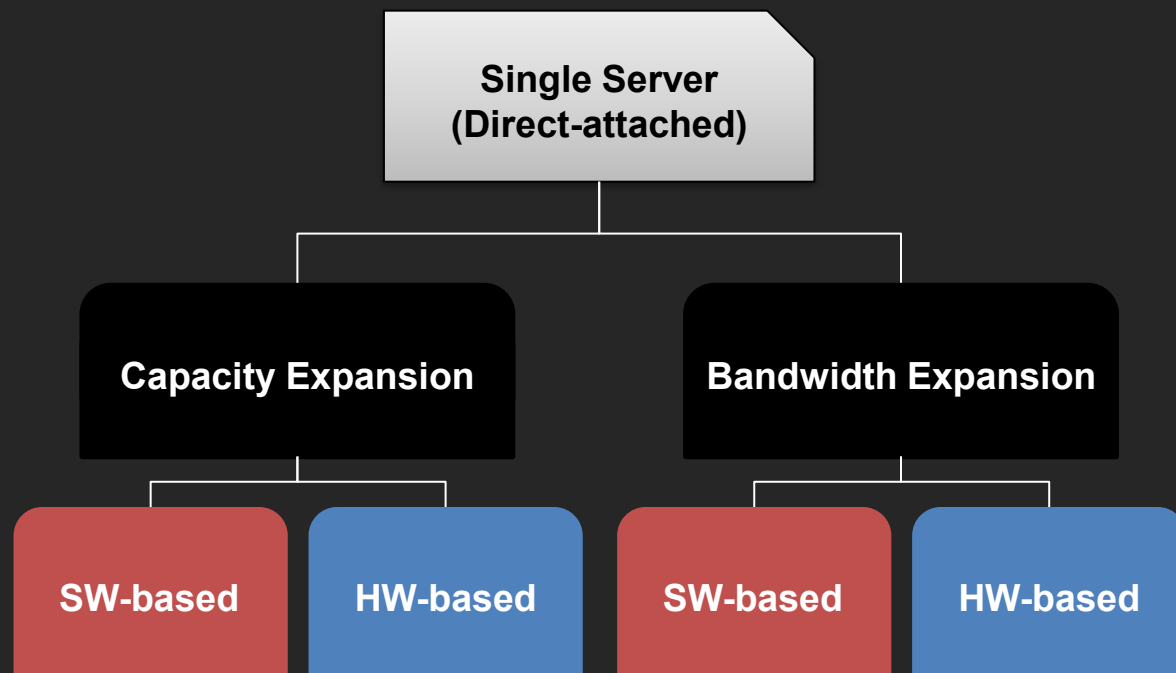 Single Server
(Direct-attached)
Capacity Expansion
Bandwidth Expansion
SW-based
HW-based
SW-based
HW-based